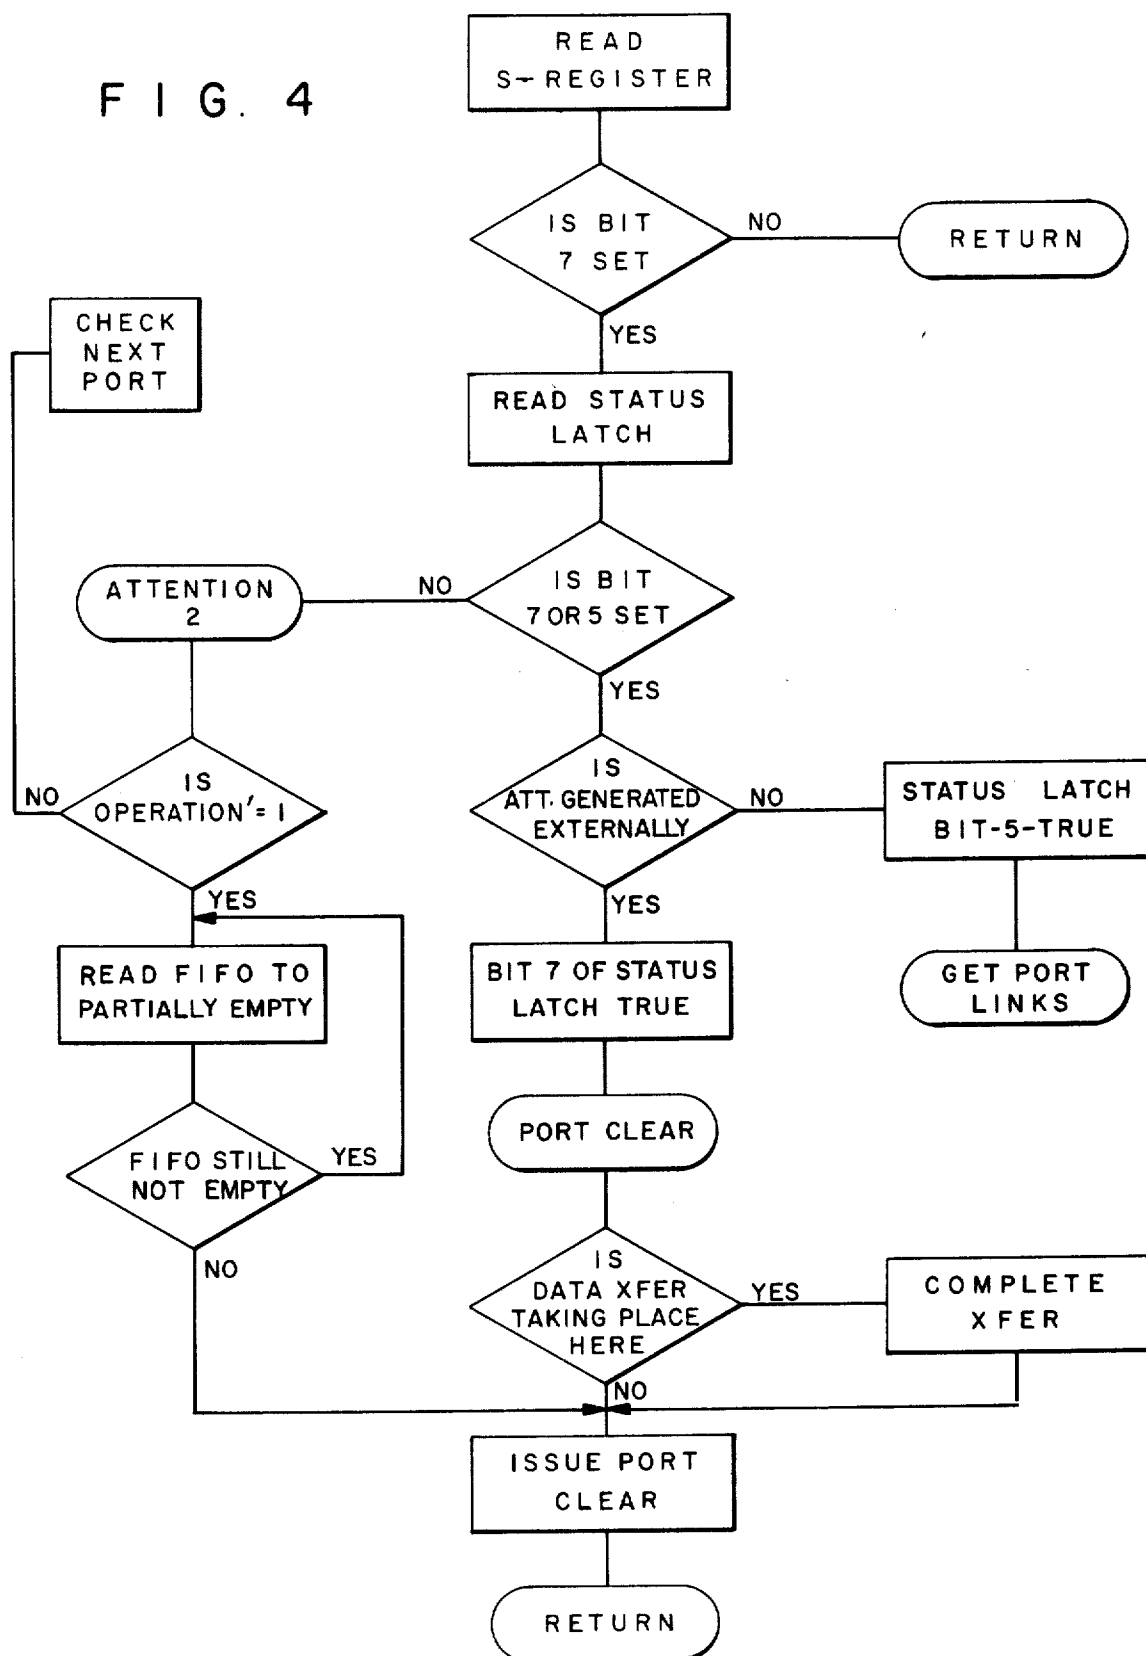 FIG. 4
READ
S-REGISTER
IS BIT
7 SET
NO
RETURN
YES
CHECK
NEXT
PORT
READ STATUS
LATCH
ATTENTION
2
NO
IS BIT
7 OR 5 SET
YES
NO
IS
OPERATION'= 1
YES
IS
ATT. GENERATED
EXTERNALLY
NO
STATUS LATCH
BIT-5-TRUE
YES
GET PORT
LINKS
READ FIFO TO
PARTIALLY EMPTY
BIT 7 OF STATUS
LATCH TRUE
PORT CLEAR
FIFO STILL
NOT EMPTY
YES
NO
IS
DATA XFER
TAKING PLACE
HERE
YES
COMPLETE
XFER
NO
ISSUE PORT
CLEAR
RETURN